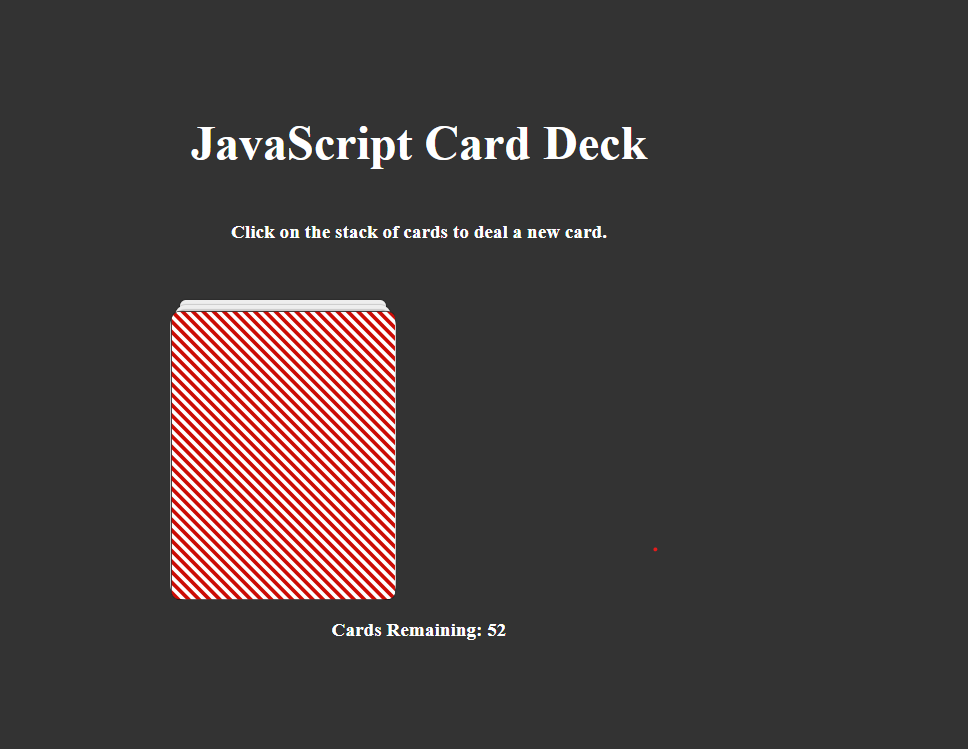 JavaScript Card Deck
Click on the stack of cards to deal a new card.
Cards Remaining: 52